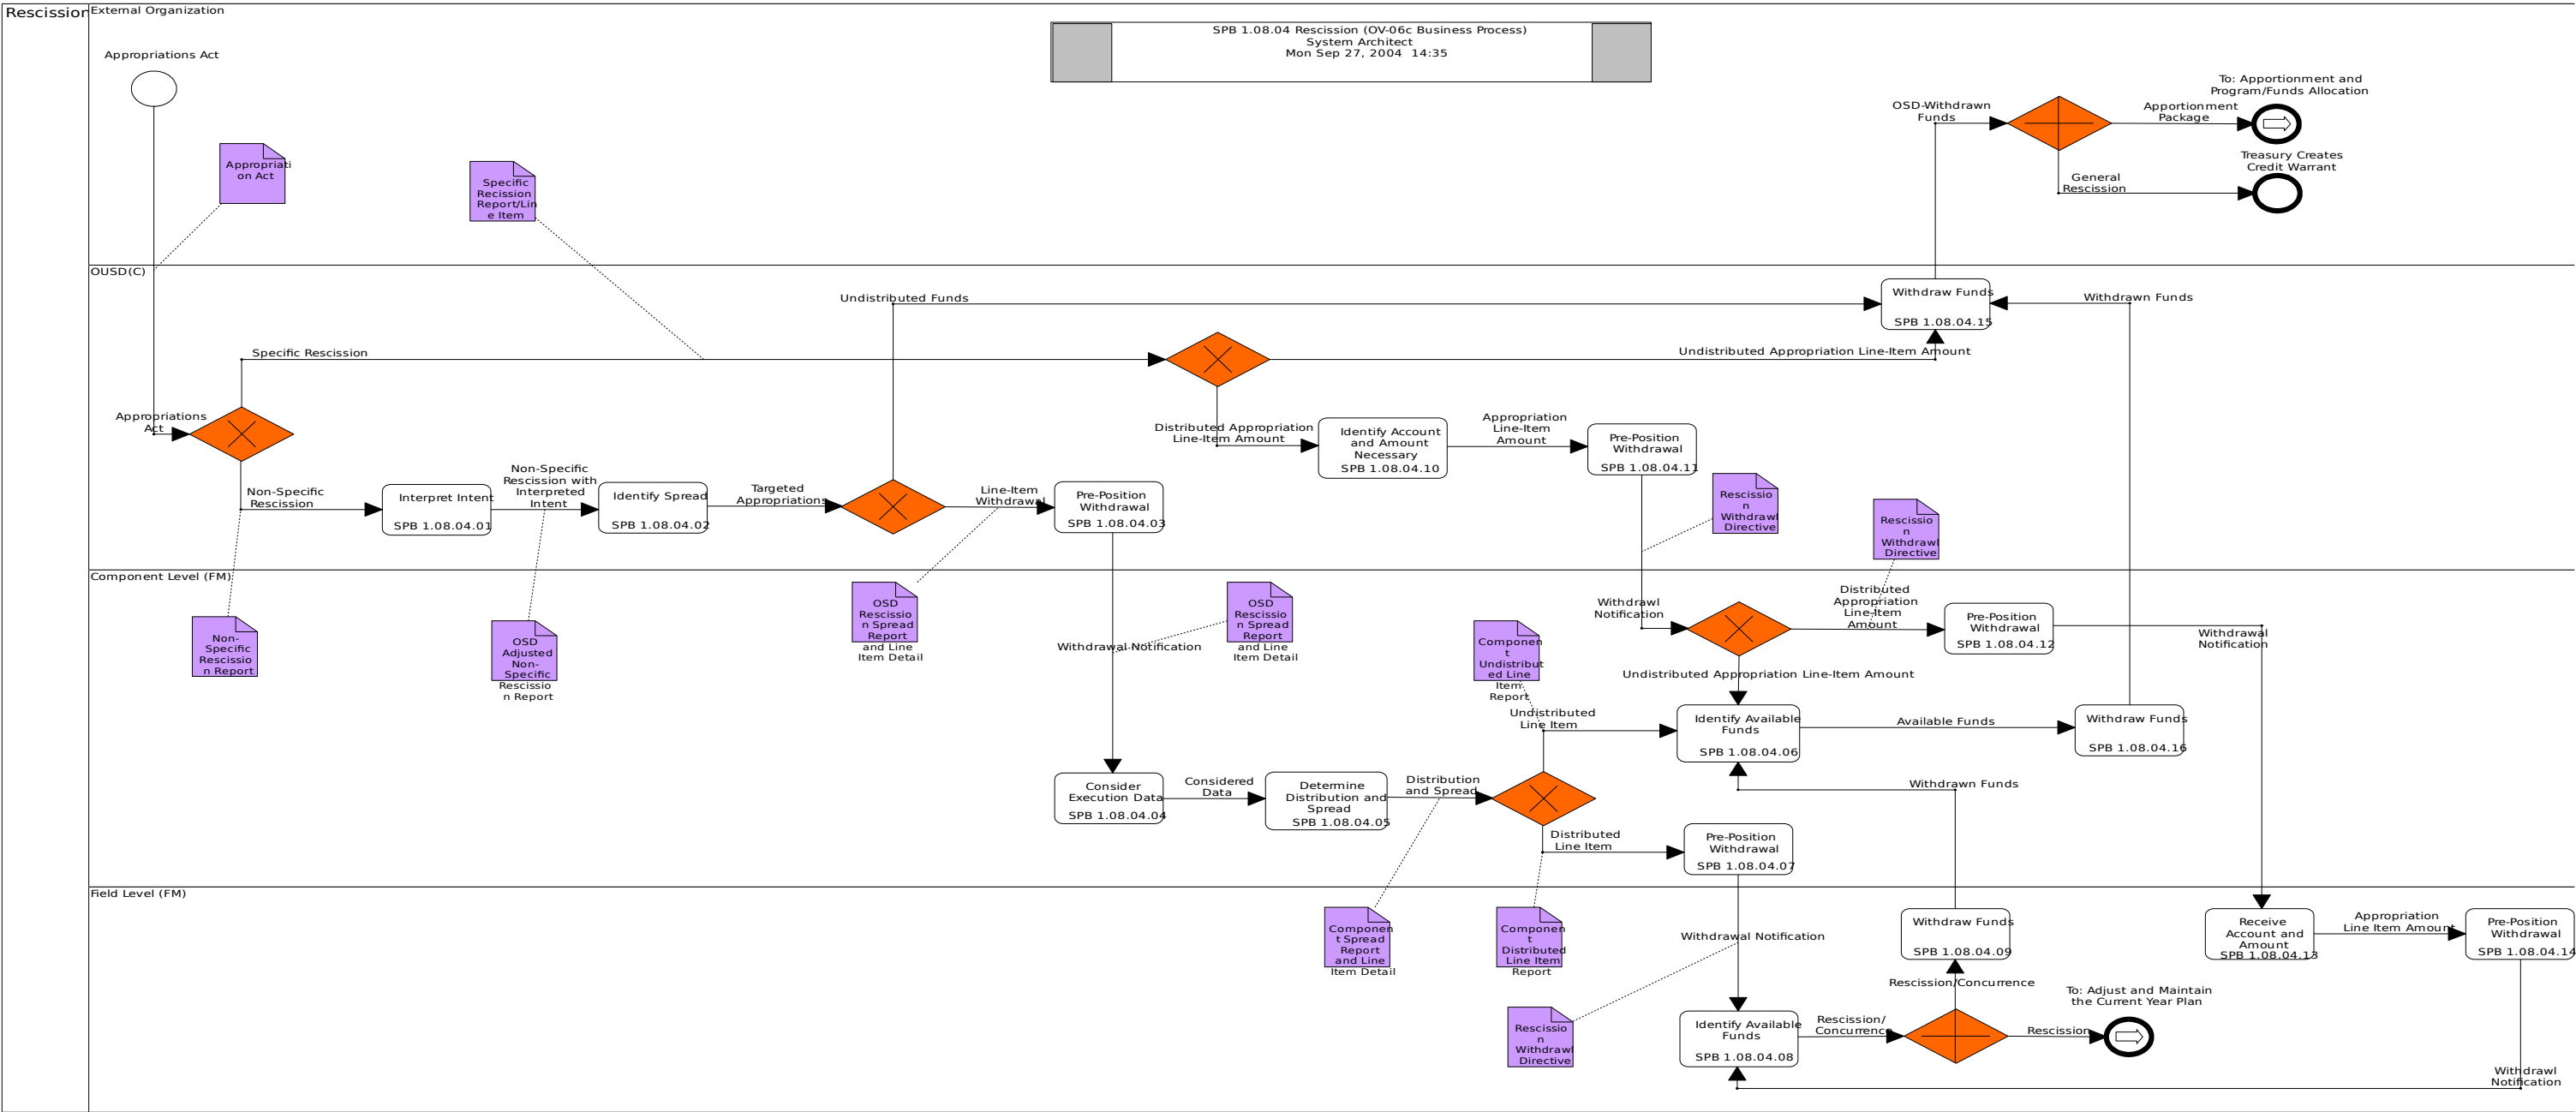 Rescission
External Organization
SPB 1.08.04 Rescission (OV-06c Business Process)
System Architect
Mon Sep 27, 2004  14:35
Appropriations Act
Appropriati
on Act
Specific
Recission
Report/Lin
e Item
OSD-Withdrawn
Funds
Apportionment
Package
To: Apportionment and
Program/Funds Allocation
General
Rescission
Treasury Creates
Credit Warrant
OUSD(C)
Undistributed Funds
Withdraw Funds
SPB 1.08.04.15
Withdrawn Funds
Specific Rescission
Undistributed Appropriation Line-Item Amount
Appropriations
Act
Distributed Appropriation
Line-Item Amount
Identify Account
and Amount
Necessary
SPB 1.08.04.10
Appropriation
Line-Item
Amount
Pre-Position
Withdrawal
SPB 1.08.04.11
Non-Specific
Rescission
Interpret Intent
SPB 1.08.04.01
Non-Specific
Rescission with
Interpreted
Intent
Identify Spread
SPB 1.08.04.02
Targeted
Appropriations
Line-Item
Withdrawal
Pre-Position
Withdrawal
SPB 1.08.04.03
Rescissio
n
Withdrawl
Directive
Rescissio
n
Withdrawl
Directive
Component Level (FM)
Non-
Specific
Rescissio
n Report
OSD
Adjusted
Non-
Specific
Rescissio
n Report
OSD
Rescissio
n Spread
Report
and Line
Item Detail
Withdrawal Notification
OSD
Rescissio
n Spread
Report
and Line
Item Detail
Componen
t
Undistribut
ed Line
Item
Report
Withdrawl
Notification
Distributed
Appropriation
Line-Item
Amount
Pre-Position
Withdrawal
SPB 1.08.04.12
Withdrawal
Notification
Undistributed Appropriation Line-Item Amount
Undistributed
Line Item
Identify Available
Funds
SPB 1.08.04.06
Available Funds
Withdraw Funds
SPB 1.08.04.16
Consider
Execution Data
SPB 1.08.04.04
Considered
Data
Determine
Distribution and
Spread
SPB 1.08.04.05
Distribution
and Spread
Withdrawn Funds
Distributed
Line Item
Pre-Position
Withdrawal
SPB 1.08.04.07
Field Level (FM)
Componen
t Spread
Report
and Line
Item Detail
Componen
t
Distributed
Line Item
Report
Withdrawal Notification
Withdraw Funds
SPB 1.08.04.09
Receive
Account and
Amount
SPB 1.08.04.13
Appropriation
Line Item Amount
Pre-Position
Withdrawal
SPB 1.08.04.14
Rescission/Concurrence
To: Adjust and Maintain
the Current Year Plan
Rescissio
n
Withdrawl
Directive
Identify Available
Funds
SPB 1.08.04.08
Rescission/
Concurrence
Rescission
Withdrawl
Notification